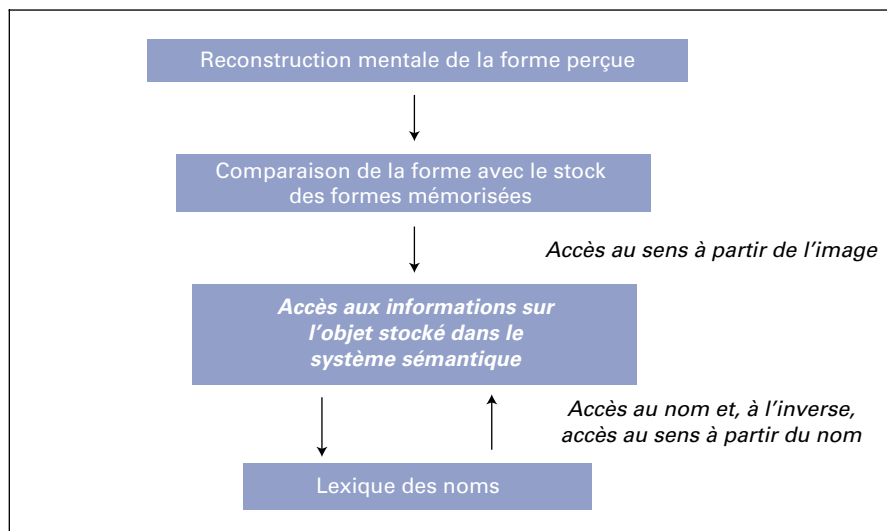 Reconstruction mentale de la forme perçue
Comparaison de la forme avec le stock
des formes mémorisées
Accès au sens à partir de l’image
Accès aux informations sur
l’objet stocké dans le
système sémantique
Accès au nom et, à l’inverse,
accès au sens à partir du nom
Lexique des noms